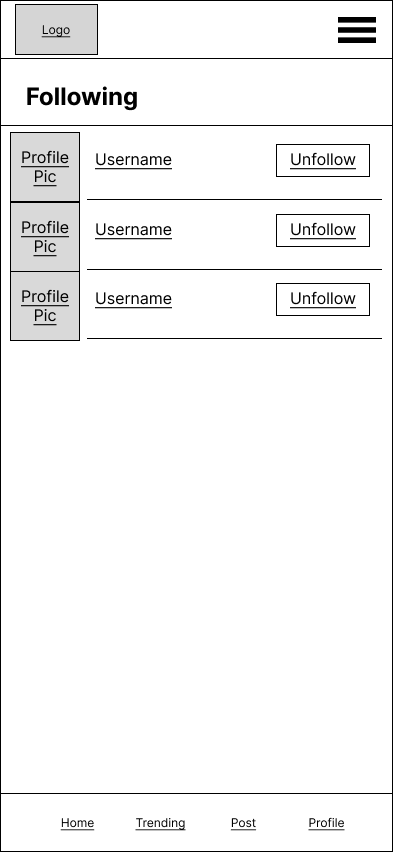 Logo
Following
Profile
Pic
Username
Unfollow
Profile
Pic
Username
Unfollow
Profile
Pic
Username
Unfollow
Home Trending Post Profile